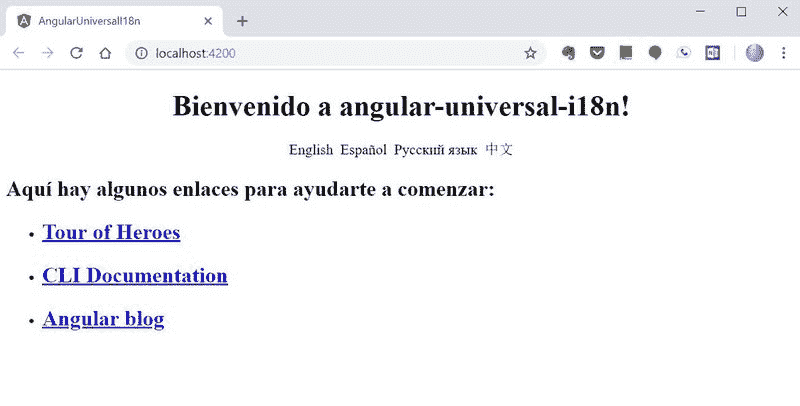 AngularUniversalI18n
localhost:4200
Bienvenido a angular-universal-i18n!
English Español Русский язык 中文
Aquí hay algunos enlaces para ayudarte a comenzar:
Tour of Heroes
CLI Documentation
Angular blog